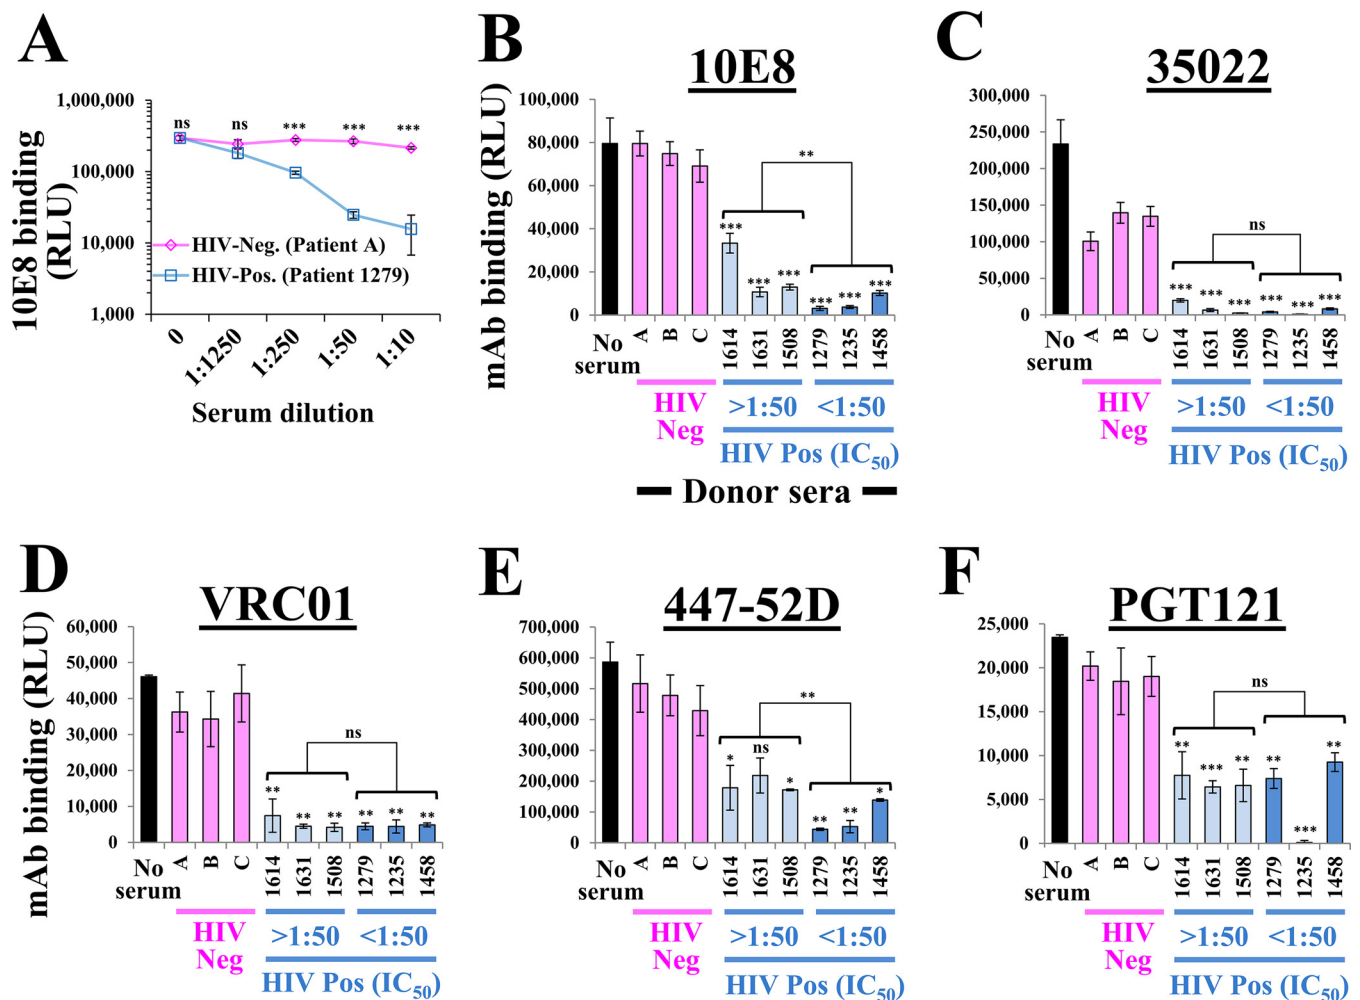 A
10E8 binding
(RLU)
1,000,000
100,000
10,000
1,000
ns ns *** *** ***
HIV-Neg. (Patient A)
HIV-Pos. (Patient 1279)
0 1:1250 1:250 1:50 1:10
Serum dilution
B
10E8
mAb binding (RLU)
100,000
80,000
60,000
40,000
20,000
0
**
*** *** *** *** *** ***
No serum A B C 1614 1631 1508 1279 1235 1458
HIV Neg
>1:50 <1:50
HIV Pos (IC50)
Donor sera
C
35022
300,000
250,000
200,000
150,000
100,000
50,000
0
ns
*** *** *** *** *** ***
No serum A B C 1614 1631 1508 1279 1235 1458
HIV Neg
>1:50 <1:50
HIV Pos (IC50)
D
VRC01
mAb binding (RLU)
60,000
50,000
40,000
30,000
20,000
10,000
0
ns
** ** ** ** ** **
No serum A B C 1614 1631 1508 1279 1235 1458
HIV Neg
>1:50 <1:50
HIV Pos (IC50)
E
447-52D
700,000
600,000
500,000
400,000
300,000
200,000
100,000
0
**
* ns * ** ** *
No serum A B C 1614 1631 1508 1279 1235 1458
HIV Neg
>1:50 <1:50
HIV Pos (IC50)
F
PGT121
25,000
20,000
15,000
10,000
5,000
0
ns
** *** ** ** *** **
No serum A B C 1614 1631 1508 1279 1235 1458
HIV Neg
>1:50 <1:50
HIV Pos (IC50)